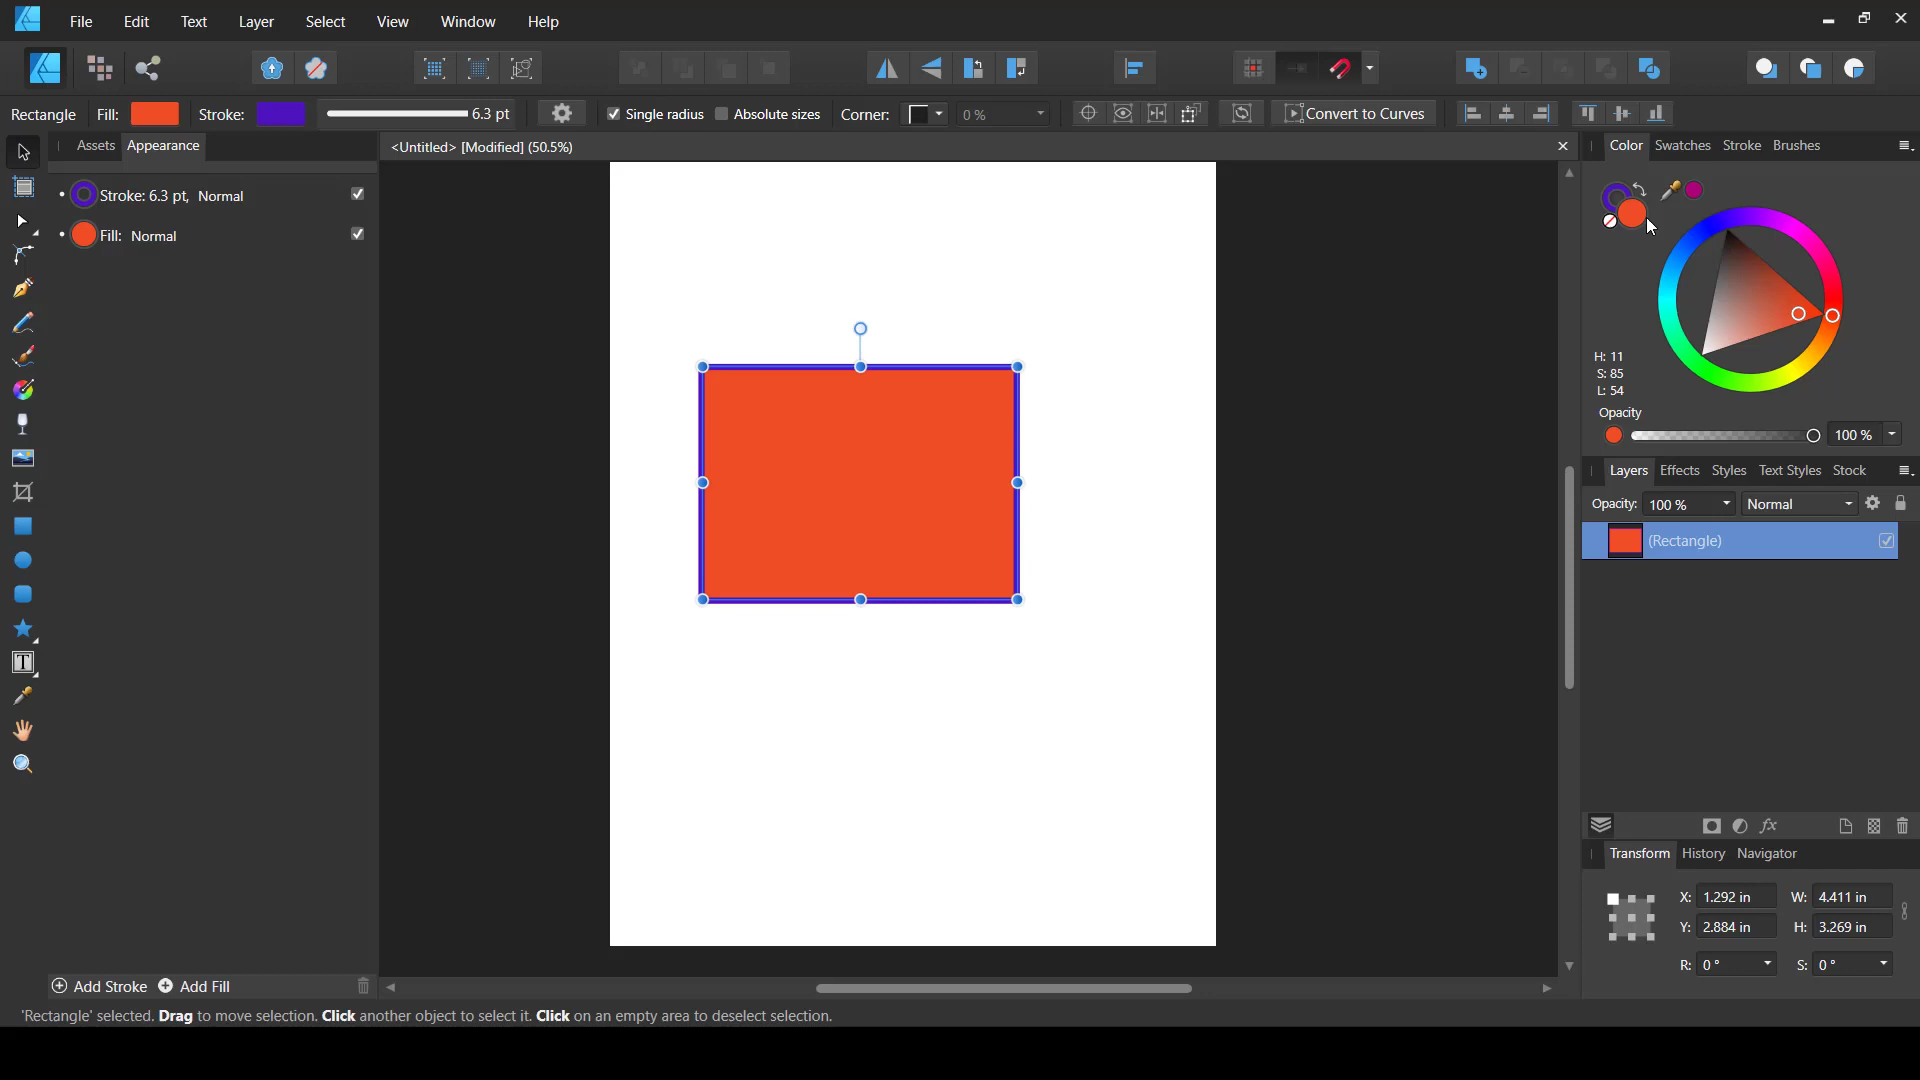 File Edit Text Layer Select View Window Help
Rectangle Fill: Stroke: 6.3 pt Single radius Absolute sizes Corner: 0 % Convert to Curves
Assets Appearance
<Untitled> [Modified] (50.5%)
Color Swatches Stroke Brushes
Stroke: 6.3 pt, Normal
Fill: Normal
H: 11
S: 85
L: 54
Opacity
100 %
Layers Effects Styles Text Styles Stock
Opacity: 100 % Normal
(Rectangle)
fx
Transform History Navigator
X: 1.292 in W: 4.411 in
Y: 2.884 in H: 3.269 in
R: 0 ° S: 0 °
T
Add Stroke Add Fill
'Rectangle' selected. Drag to move selection. Click another object to select it. Click on an empty area to deselect selection.